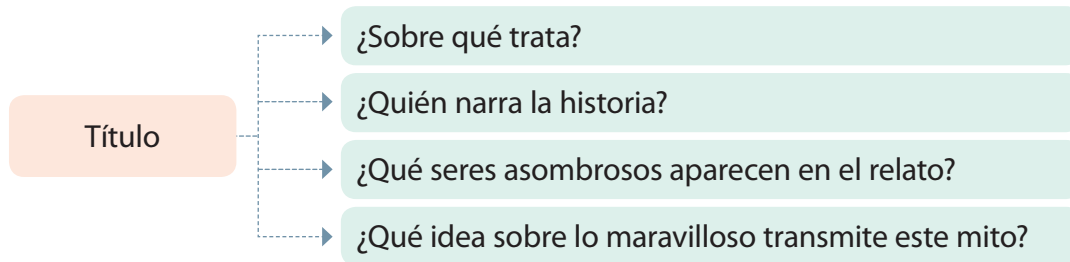 Título
¿Sobre qué trata?
¿Quién narra la historia?
¿Qué seres asombrosos aparecen en el relato?
¿Qué idea sobre lo maravilloso transmite este mito?